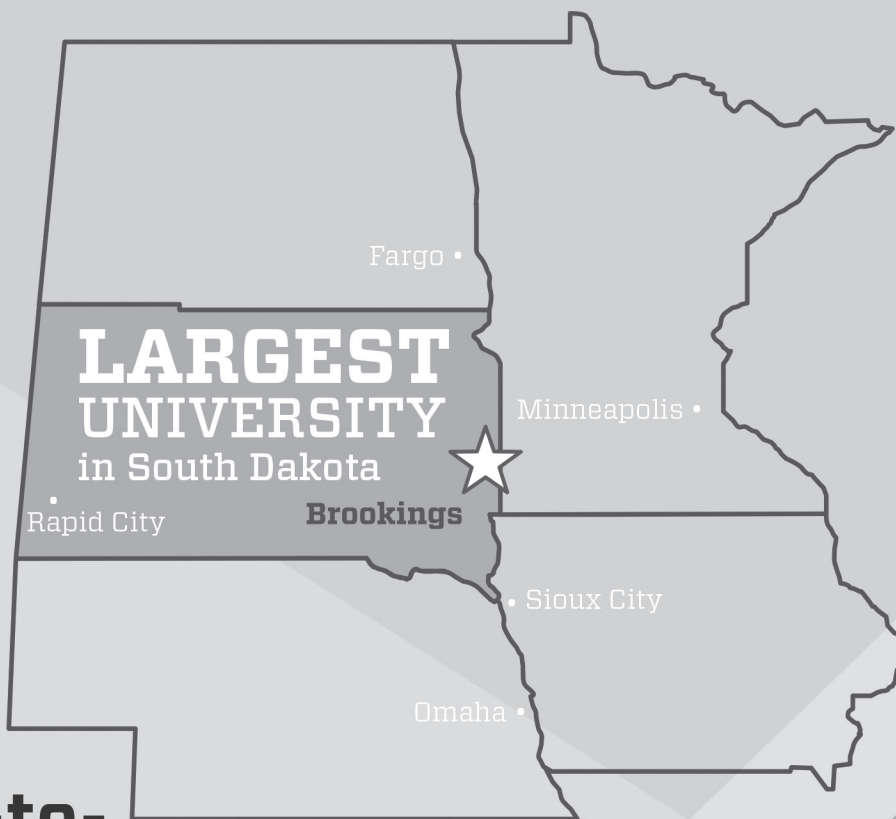 Fargo
LARGEST
UNIVERSITY
in South Dakota
Minneapolis
Brookings
Rapid City
Sioux City
Omaha